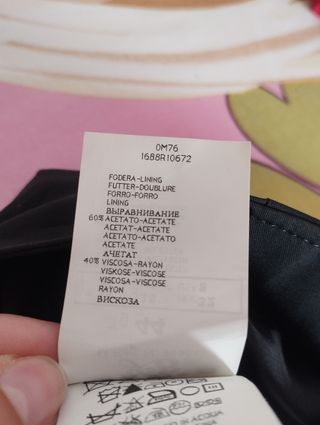 0M76
16BBR10672
FODERA-LINING
FUTTER-DOUBLURE
FORRO-FORRO
LINING
ВЫРАВНИВАНИЕ
60% ACETATO-ACETATE
ACETAT-ACETATE
ACETATO-ACETATO
ACETATE
АЧЕТАТ
40% VISCOSA-RAYON
VISKOSE-VISCOSE
VISCOSA-VISCOSE
RAYON
ВИСКОЗА